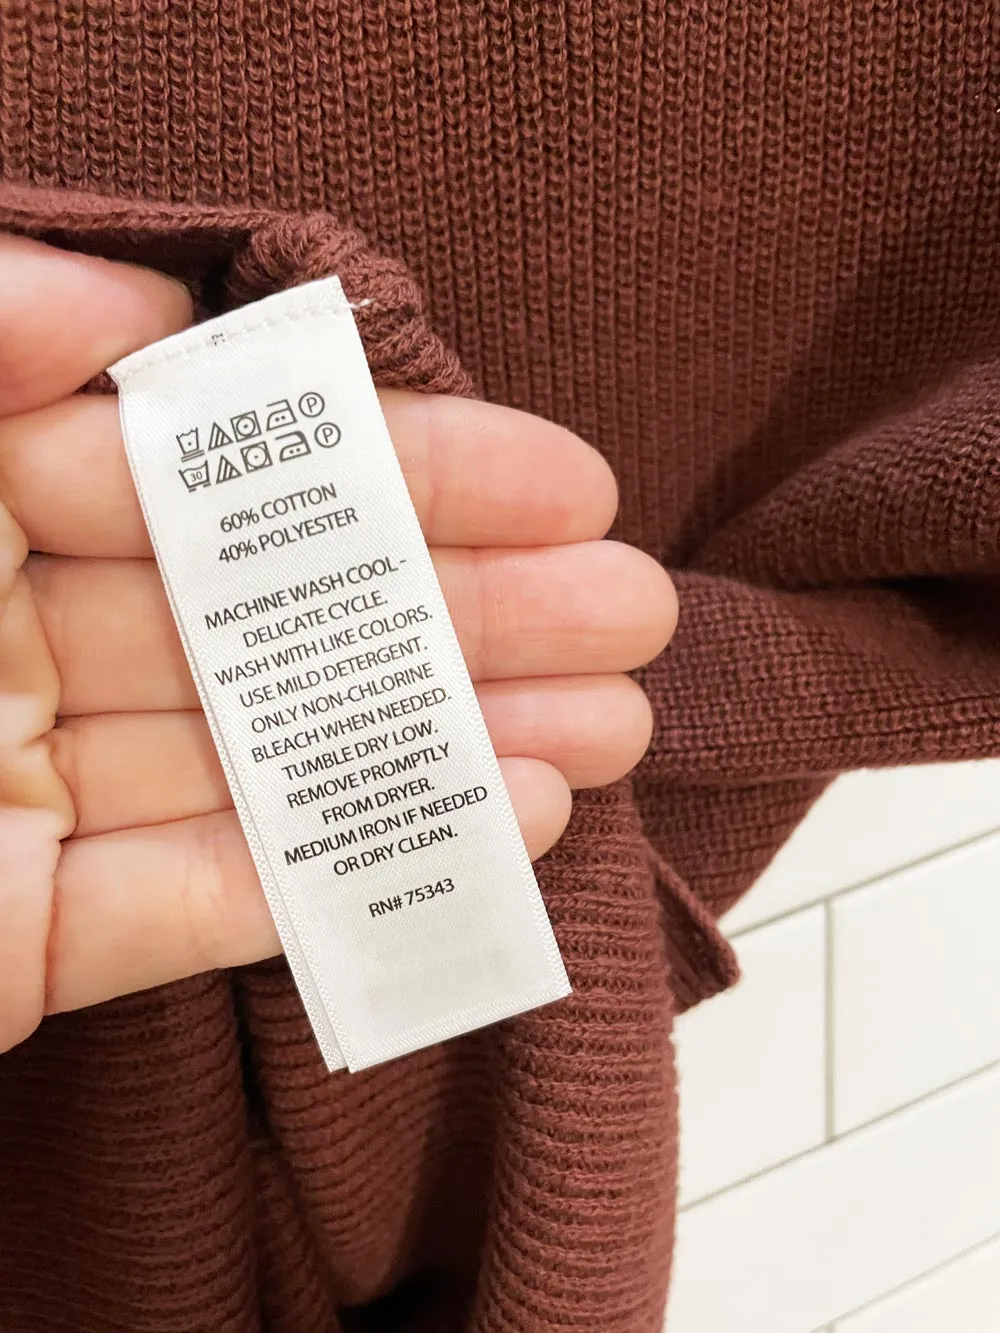 P
30 P
60% COTTON
40% POLYESTER
MACHINE WASH COOL -
DELICATE CYCLE.
WASH WITH LIKE COLORS.
USE MILD DETERGENT.
ONLY NON-CHLORINE
BLEACH WHEN NEEDED.
TUMBLE DRY LOW.
REMOVE PROMPTLY
FROM DRYER.
MEDIUM IRON IF NEEDED
OR DRY CLEAN.
RN# 75343